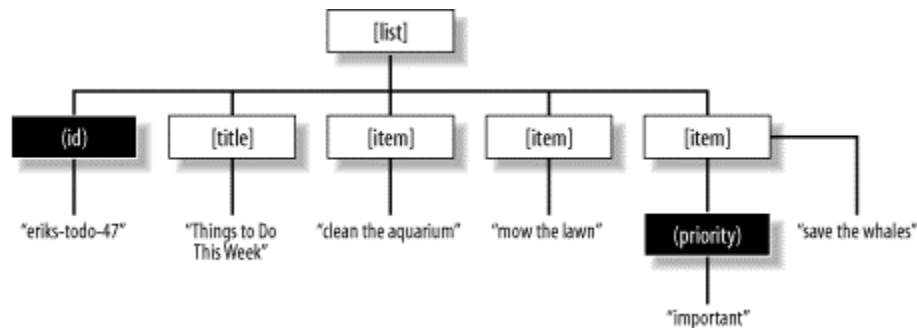 [list]
(id)
[title]
[item]
[item]
[item]
“eriks-todo-47”
“Things to Do
This Week”
“clean the aquarium”
“mow the lawn”
(priority)
“save the whales”
“important”